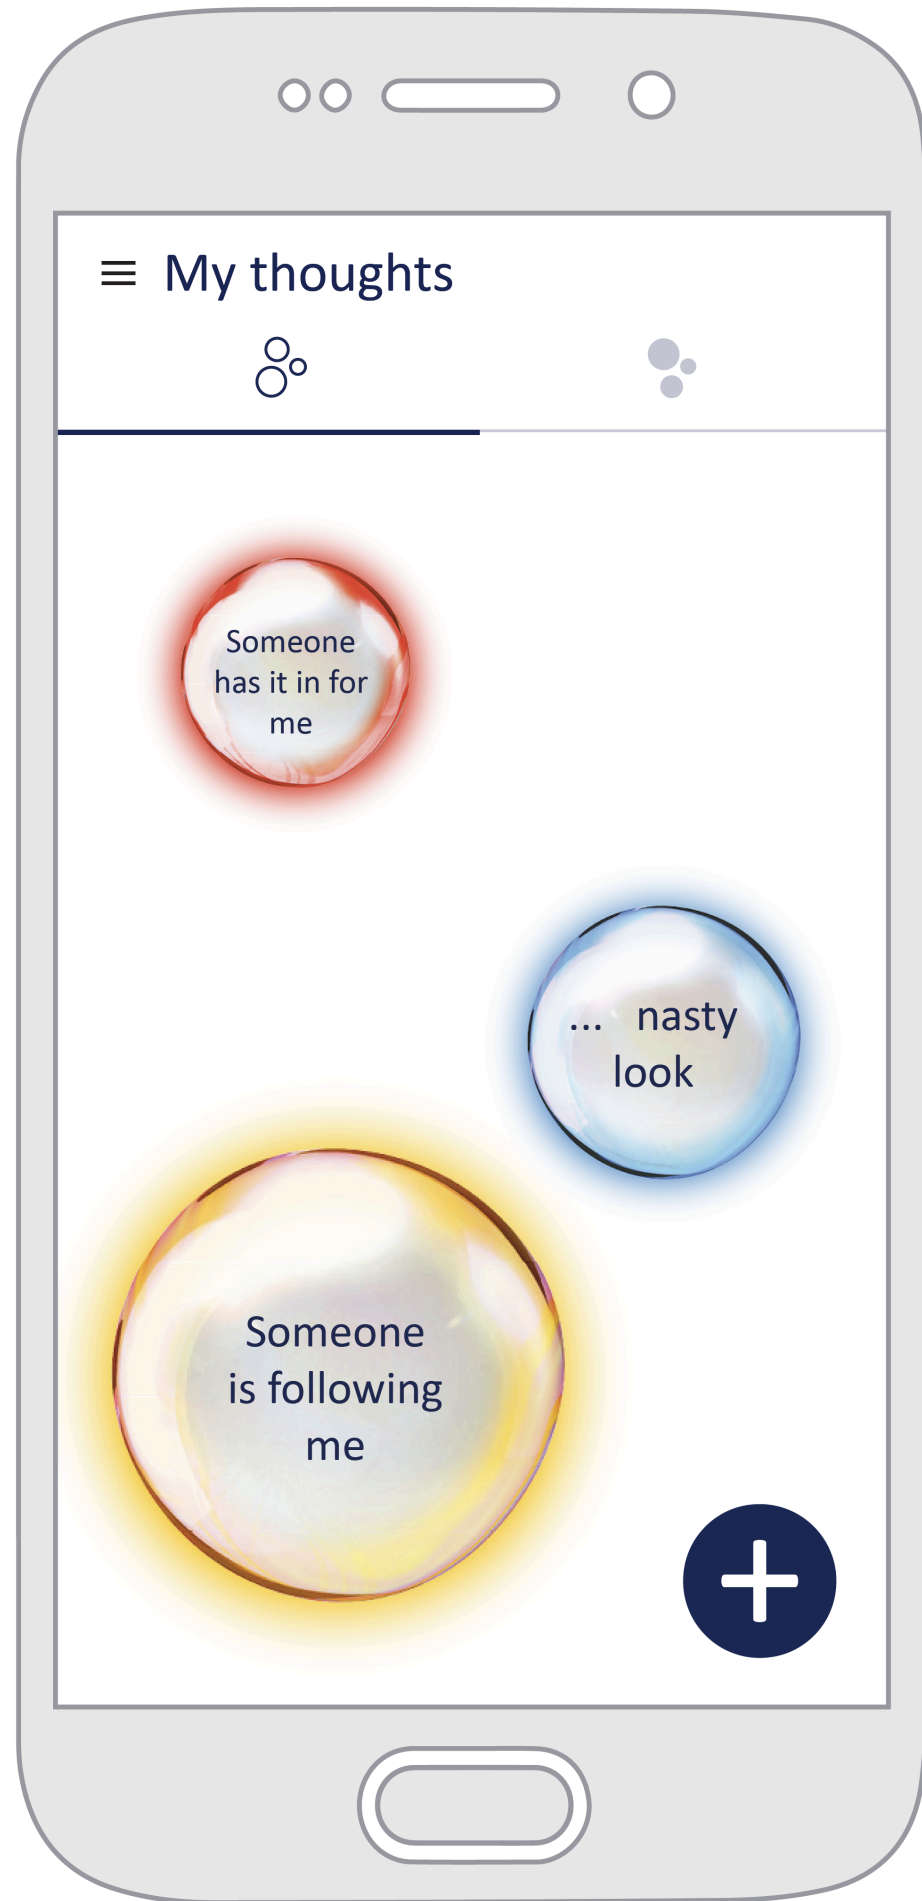 My thoughts
Someone
has it in for
me
... nasty
look
Someone
is following
me